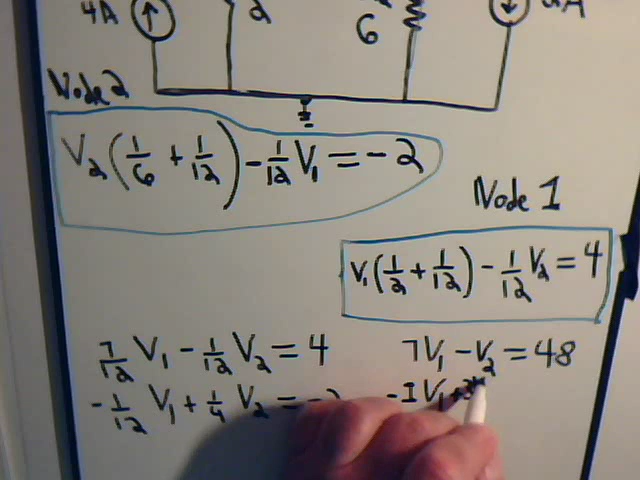 4A 2 6
Node 2
V₂(1/6 + 1/12) - 1/12 V₁ = -2
Node 1
V₁(1/2 + 1/12) - 1/12 V₂ = 4
7/12 V₁ - 1/12 V₂ = 4 7V₁ - V₂ = 48
-1/12 V₁ + 1/4 V₂ = -2 -1V₁ +